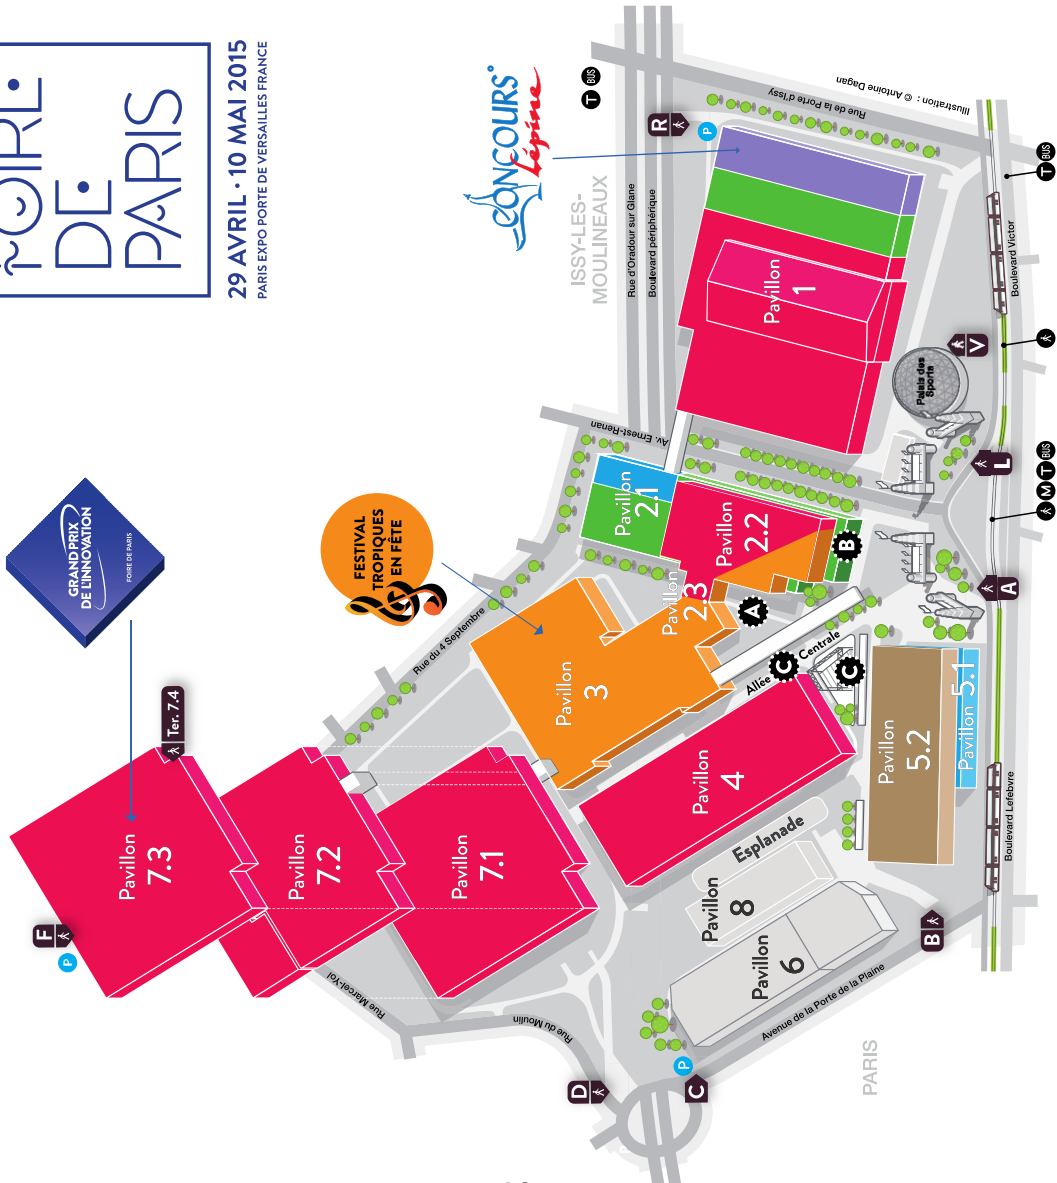 FOIRE
DE
PARIS
29 AVRIL · 10 MAI 2015
PARIS EXPO PORTE DE VERSAILLES FRANCE
CONCOURS
Lépine
GRAND PRIX
DE L'INNOVATION
FOIRE DE PARIS
FESTIVAL
TROPIQUES
EN FÊTE
ISSY-LES-
MOULINEAUX
Rue d'Oradour sur Glane
Boulevard périphérique
Rue de la Porte d'Issy
Illustration : © Antoine Dagan
T BUS
R
P
T BUS
Boulevard Victor
Pavillon
1
Palais des
Sports
V
L
M T BUS
A
Av. Ernest-Renan
Pavillon
2.1
Pavillon
2.2
Pavillon
2.3
B
A
C
C
Allée Centrale
Rue du 4 Septembre
Pavillon
3
Pavillon
4
Pavillon
5.2
Pavillon 5.1
Boulevard Lefebvre
Ter. 7.4
Pavillon
7.3
Pavillon
7.2
Pavillon
7.1
Esplanade
Pavillon
8
Pavillon
6
F
P
B
Rue Marcel-Yol
Rue du Moulin
Avenue de la Porte de la Plaine
D
P
C
PARIS